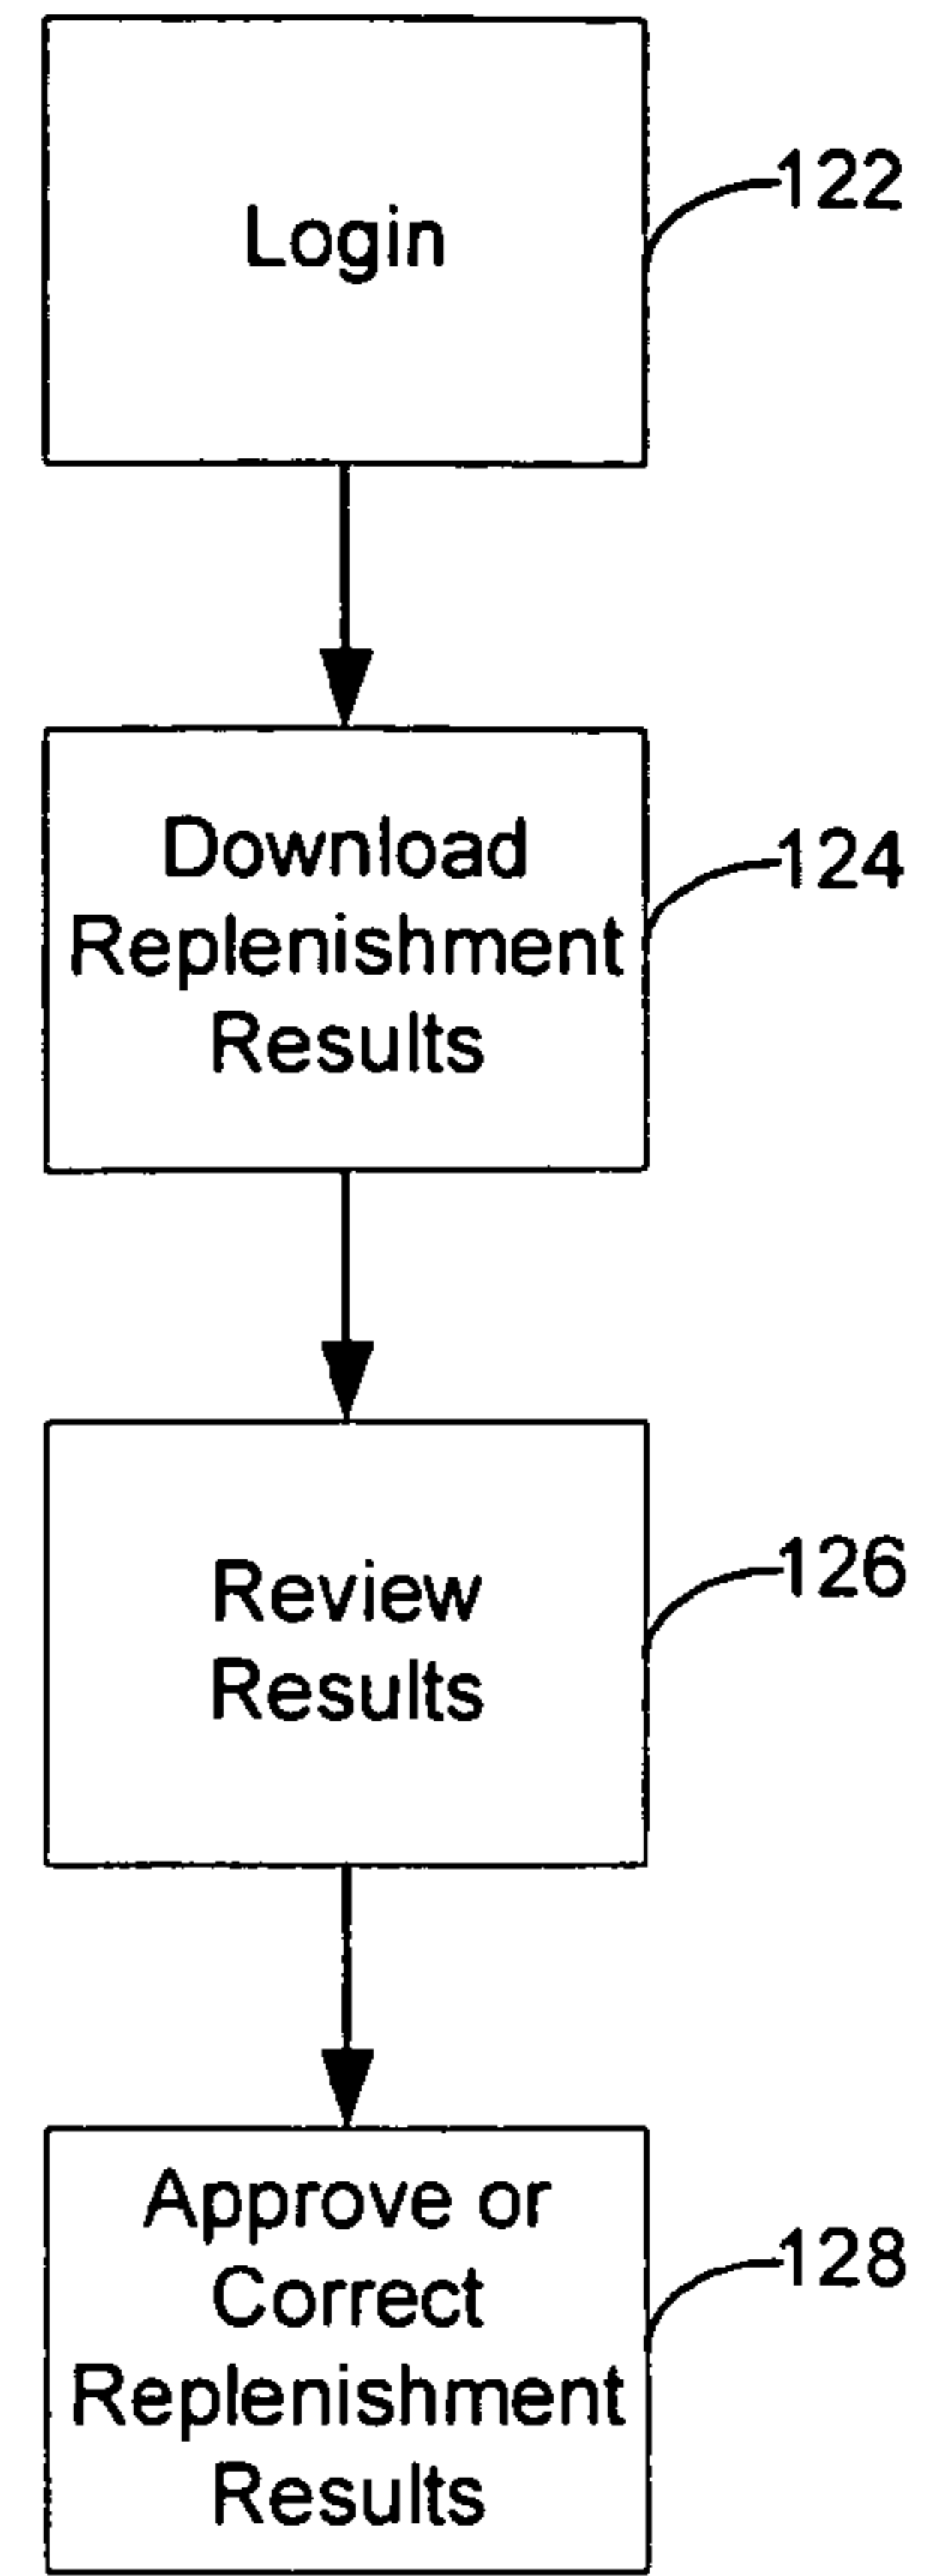 Login
122
Download
Replenishment
Results
124
Review
Results
126
Approve or
Correct
Replenishment
Results
128